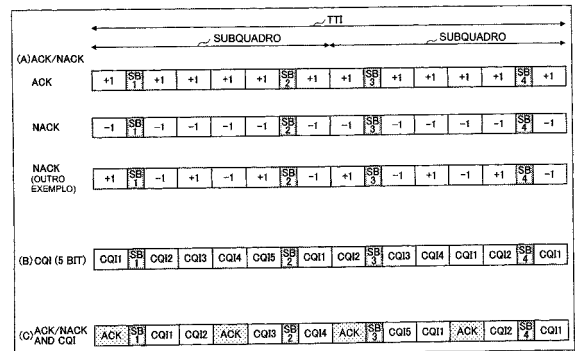 TTI
SUBQUADRO SUBQUADRO
(A)ACK/NACK
ACK +1 SB 1 +1 +1 +1 +1 SB 2 +1 +1 SB 3 +1 +1 +1 +1 SB 4 +1
NACK -1 SB 1 -1 -1 -1 -1 SB 2 -1 -1 SB 3 -1 -1 -1 -1 SB 4 -1
NACK (OUTRO EXEMPLO) +1 SB 1 -1 +1 -1 +1 SB 2 -1 +1 SB 3 -1 +1 -1 +1 SB 4 -1
(B) CQI (5 BIT) CQI1 SB 1 CQI2 CQI3 CQI4 CQI5 SB 2 CQI1 CQI2 SB 3 CQI3 CQI4 CQI5 CQI1 SB 4 CQI1
(C) ACK/NACK AND CQI ACK SB 1 CQI1 CQI2 ACK CQI3 SB 2 CQI4 ACK SB 3 CQI5 CQI1 ACK CQI2 SB 4 CQI1